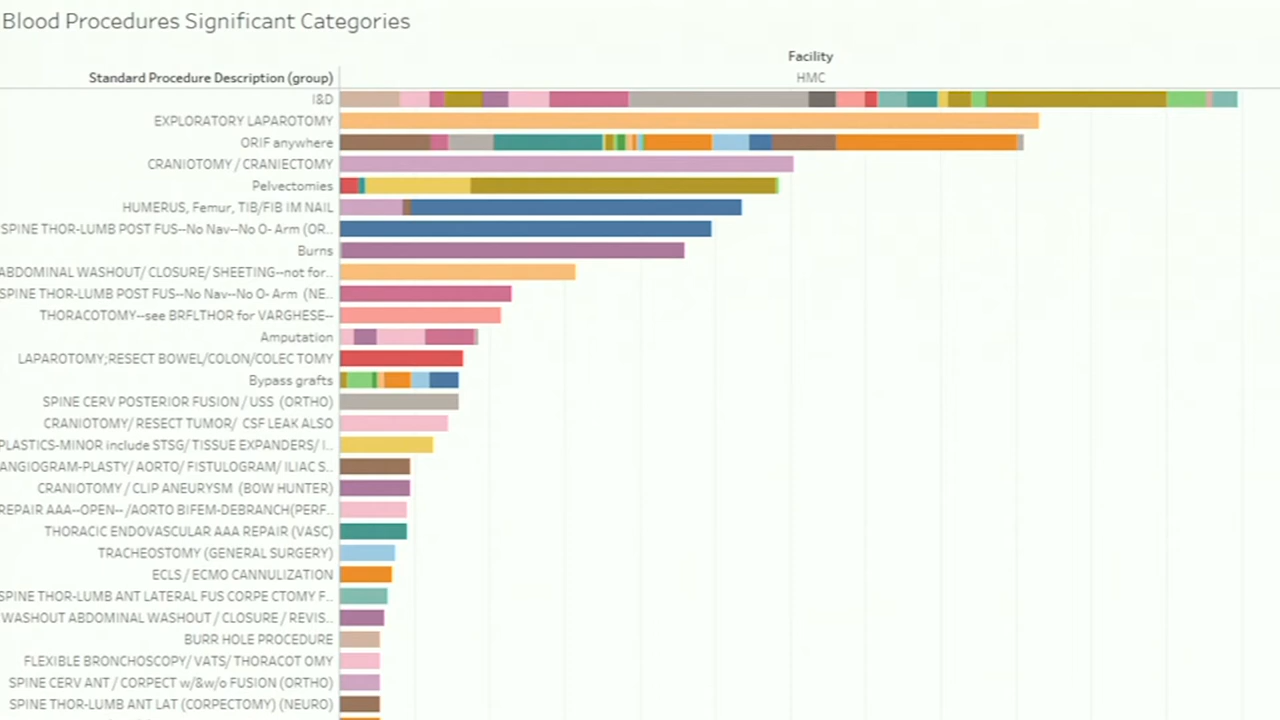 Blood Procedures Significant Categories
Facility
Standard Procedure Description (group)
HMC
I&D
EXPLORATORY LAPAROTOMY
ORIF anywhere
CRANIOTOMY / CRANIECTOMY
Pelvectomies
HUMERUS, Femur, TIB/FIB IM NAIL
SPINE THOR-LUMB POST FUS--No Nav--No O- Arm (OR..
Burns
ABDOMINAL WASHOUT/ CLOSURE/ SHEETING--not for..
SPINE THOR-LUMB POST FUS--No Nav--No O- Arm (NE..
THORACOTOMY--see BRFLTHOR for VARGHESE--
Amputation
LAPAROTOMY;RESECT BOWEL/COLON/COLEC TOMY
Bypass grafts
SPINE CERV POSTERIOR FUSION / USS (ORTHO)
CRANIOTOMY/ RESECT TUMOR/ CSF LEAK ALSO
PLASTICS-MINOR include STSG/ TISSUE EXPANDERS/ I..
ANGIOGRAM-PLASTY/ AORTO/ FISTULOGRAM/ ILIAC S..
CRANIOTOMY / CLIP ANEURYSM (BOW HUNTER)
REPAIR AAA--OPEN-- /AORTO BIFEM-DEBRANCH(PERF..
THORACIC ENDOVASCULAR AAA REPAIR (VASC)
TRACHEOSTOMY (GENERAL SURGERY)
ECLS / ECMO CANNULIZATION
SPINE THOR-LUMB ANT LATERAL FUS CORPE CTOMY F..
WASHOUT ABDOMINAL WASHOUT / CLOSURE / REVIS..
BURR HOLE PROCEDURE
FLEXIBLE BRONCHOSCOPY/ VATS/ THORACOT OMY
SPINE CERV ANT / CORPECT w/&w/o FUSION (ORTHO)
SPINE THOR-LUMB ANT LAT (CORPECTOMY) (NEURO)